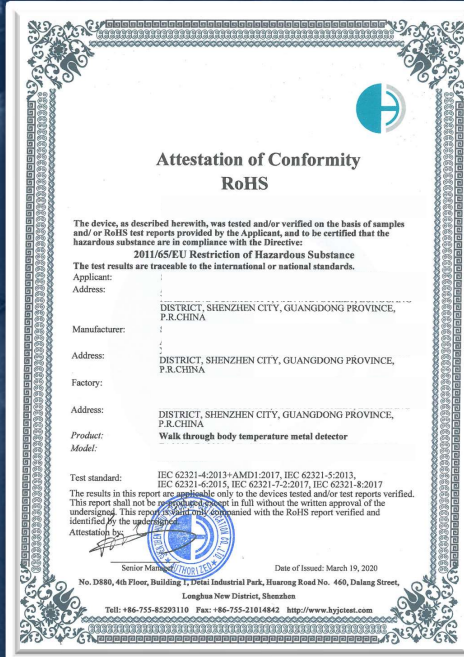 Attestation of Conformity
RoHS
The device, as described herewith, was tested and/or verified on the basis of samples
and/ or RoHS test reports provided by the Applicant, and to be certified that the
hazardous substance are in compliance with the Directive:
2011/65/EU Restriction of Hazardous Substance
The test results are traceable to the international or national standards.
Applicant:
Address:
DISTRICT, SHENZHEN CITY, GUANGDONG PROVINCE,
P.R.CHINA
Manufacturer:
Address:
DISTRICT, SHENZHEN CITY, GUANGDONG PROVINCE,
P.R.CHINA
Factory:
Address:
DISTRICT, SHENZHEN CITY, GUANGDONG PROVINCE,
P.R.CHINA
Product: Walk through body temperature metal detector
Model:
Test standard: IEC 62321-4:2013+AMD1:2017, IEC 62321-5:2013,
IEC 62321-6:2015, IEC 62321-7-2:2017, IEC 62321-8:2017
The results in this report are applicable only to the devices tested and/or test reports verified.
This report shall not be reproduced except in full without the written approval of the
undersigned. This report is valid only companied with the RoHS report verified and
identified by the undersigned.
Attestation by:
AUTHORIZED
Senior Manager Date of Issued: March 19, 2020
No. D880, 4th Floor, Building 1, Detai Industrial Park, Huarong Road No. 460, Dalang Street,
Longhua New District, Shenzhen
Tell: +86-755-85293110 Fax: +86-755-21014842 http://www.hyjctest.com